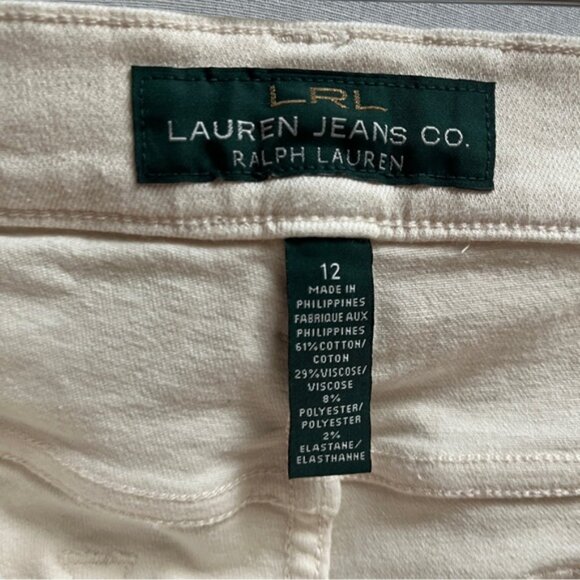 LRL
LAUREN JEANS CO.
RALPH LAUREN
12
MADE IN
PHILIPPINES
FABRIQUE AUX
PHILIPPINES
61% COTTON/
COTON
29% VISCOSE/
VISCOSE
8%
POLYESTER/
POLYESTER
2%
ELASTANE/
ELASTHANNE